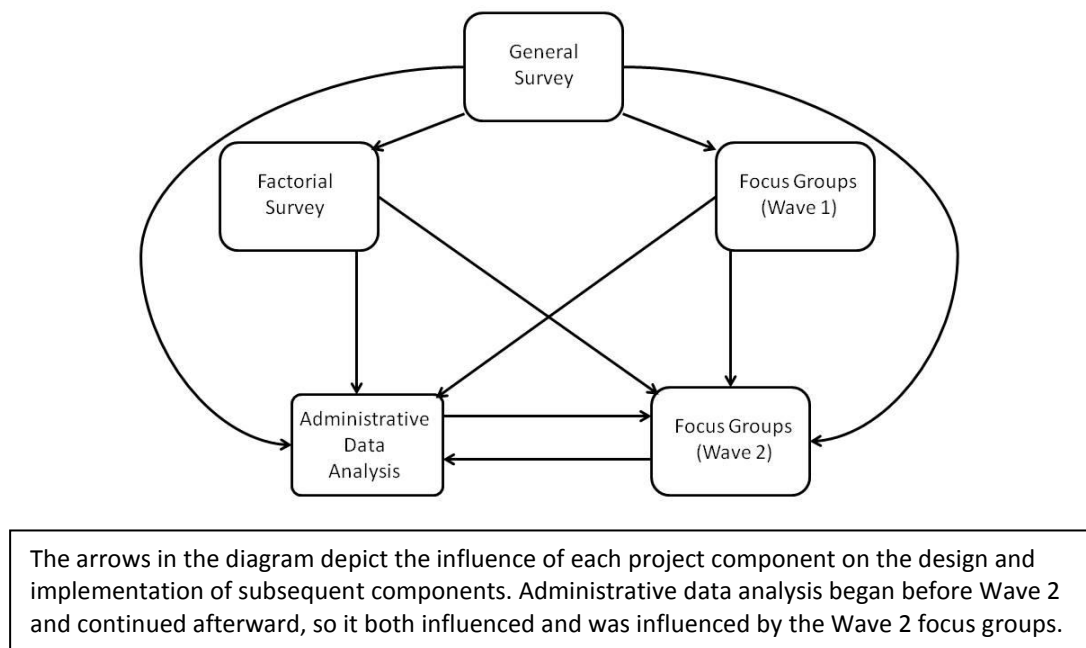 General
Survey
Factorial
Survey
Focus Groups
(Wave 1)
Administrative
Data
Analysis
Focus Groups
(Wave 2)
The arrows in the diagram depict the influence of each project component on the design and
implementation of subsequent components. Administrative data analysis began before Wave 2
and continued afterward, so it both influenced and was influenced by the Wave 2 focus groups.